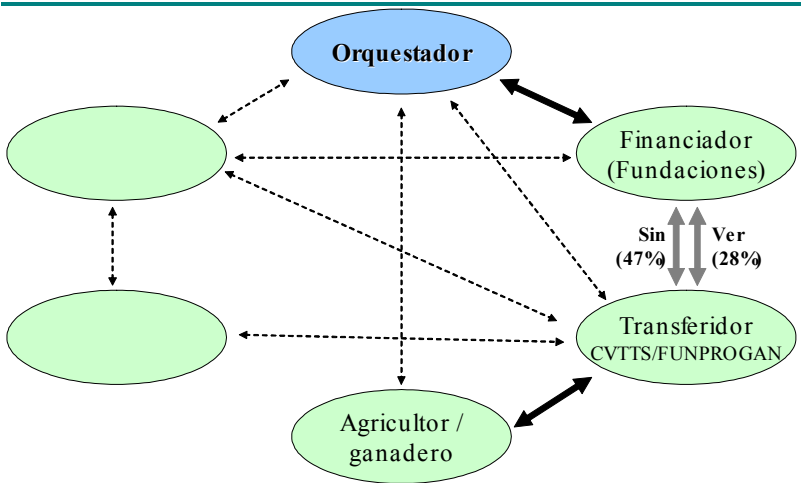 Orquestador
Financiador
(Fundaciones)
Sin
(47%)
Ver
(28%)
Transferidor
CVTTS/FUNPROGAN
Agricultor /
ganadero